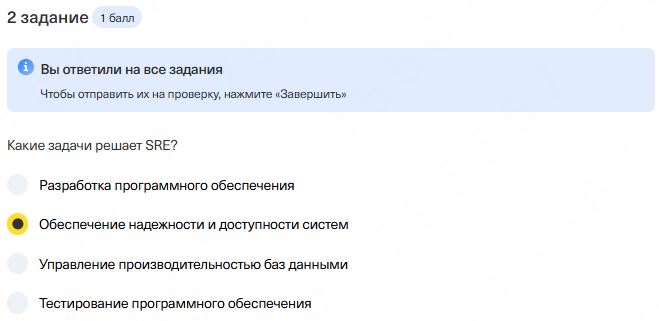 2 задание 1 балл
Вы ответили на все задания
Чтобы отправить их на проверку, нажмите «Завершить»
Какие задачи решает SRE?
Разработка программного обеспечения
Обеспечение надежности и доступности систем
Управление производительностью баз данными
Тестирование программного обеспечения